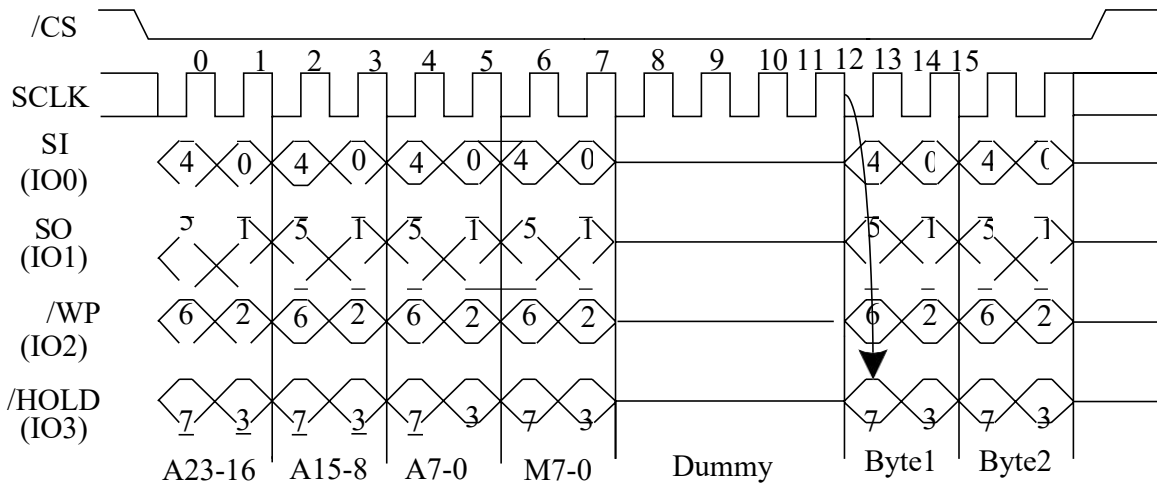 /CS
0 1 2 3 4 5 6 7 8 9 10 11 12 13 14 15
SCLK
SI
(IO0)
4 0 4 0 4 0 4 0 4 0 4 0
SO
(IO1)
5 1 5 1 5 1 5 1 5 1 5 1
/WP
(IO2)
6 2 6 2 6 2 6 2 6 2 6 2
/HOLD
(IO3)
7 3 7 3 7 3 7 3 7 3 7 3
A23-16 A15-8 A7-0 M7-0 Dummy Byte1 Byte2